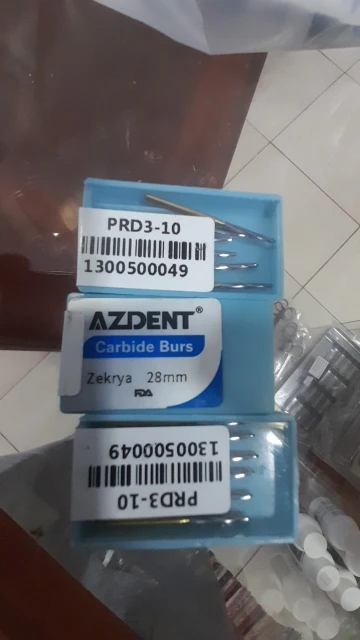 PRD3-10
1300500049
AZDENT®
Carbide Burs
Zekrya 28mm
FDA
PRD3-10
1300500049